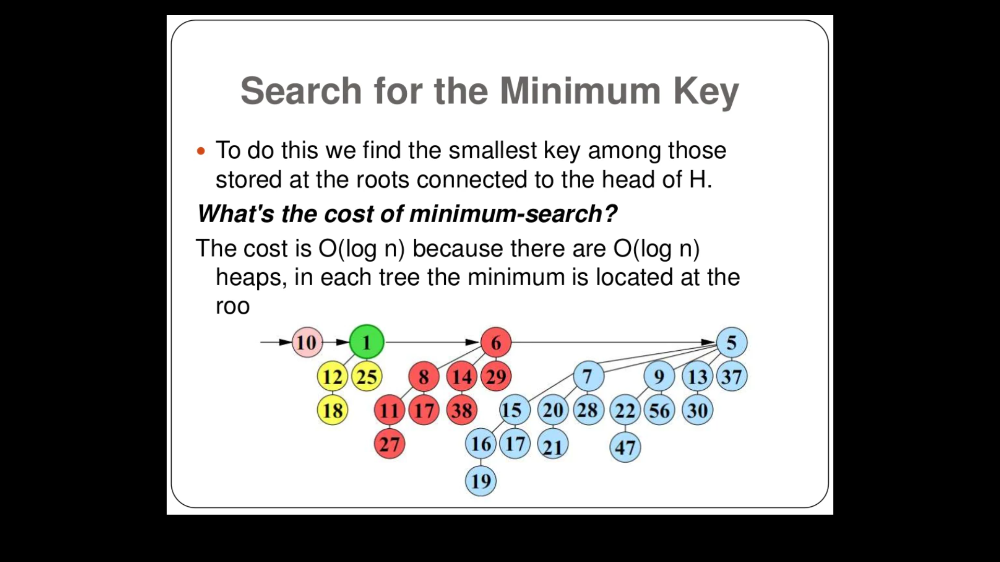 Search for the Minimum Key
• To do this we find the smallest key among those
stored at the roots connected to the head of H.
What's the cost of minimum-search?
The cost is O(log n) because there are O(log n)
heaps, in each tree the minimum is located at the
roo
10 1 6 5
12 25 8 14 29 7 9 13 37
18 11 17 38 15 20 28 22 56 30
27 16 17 21 47
19